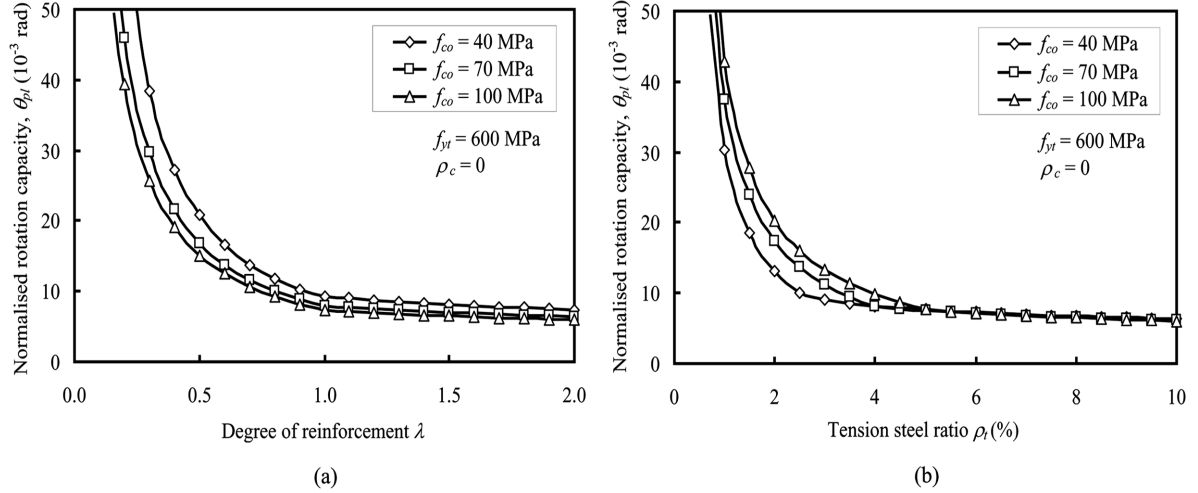 Normalised rotation capacity, θpl (10⁻³ rad)
50
40
30
20
10
0
0.0 0.5 1.0 1.5 2.0
Degree of reinforcement λ
fco = 40 MPa
fco = 70 MPa
fco = 100 MPa
fyt = 600 MPa
ρc = 0
(a)
Normalised rotation capacity, θpl (10⁻³ rad)
50
40
30
20
10
0
0 2 4 6 8 10
Tension steel ratio ρt (%)
fco = 40 MPa
fco = 70 MPa
fco = 100 MPa
fyt = 600 MPa
ρc = 0
(b)